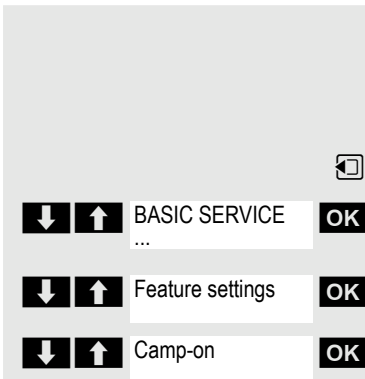 BASIC SERVICE OK
...
Feature settings OK
Camp-on OK